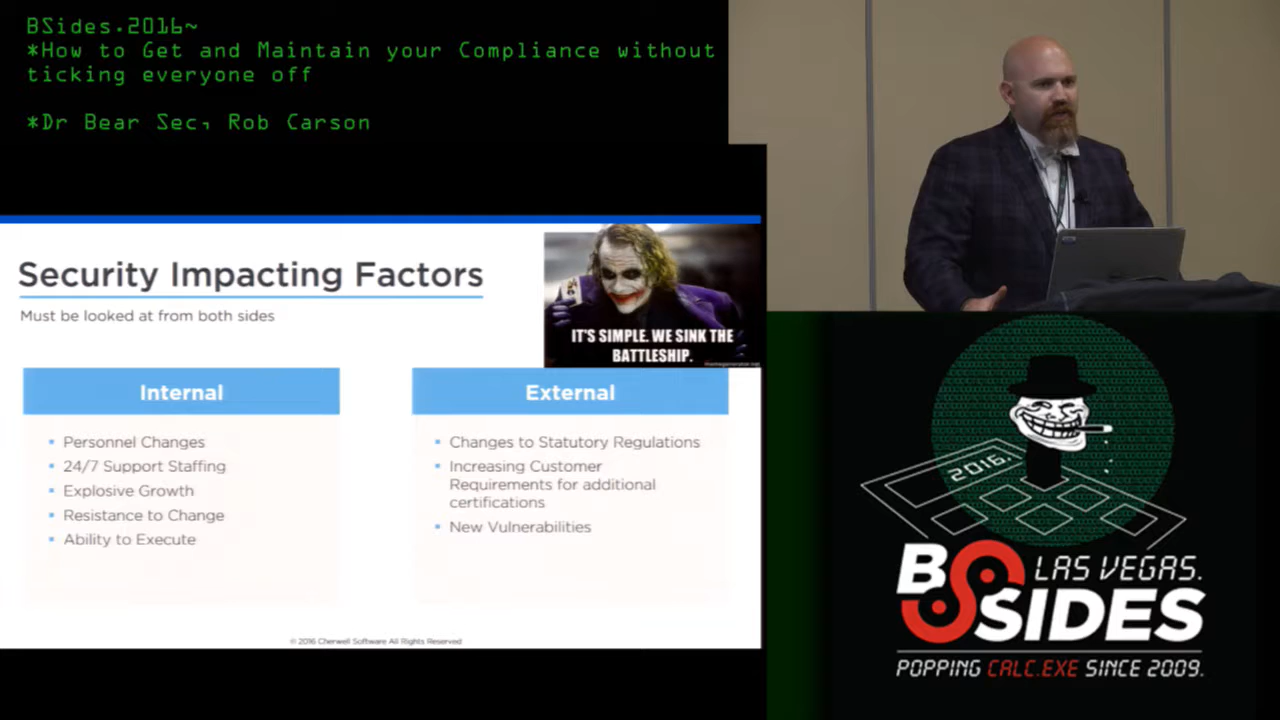 BSides.2016~
*How to Get and Maintain your Compliance without
ticking everyone off
*Dr Bear Sec, Rob Carson
Security Impacting Factors
Must be looked at from both sides
IT'S SIMPLE. WE SINK THE
BATTLESHIP.
memegenerator.net
Internal
Personnel Changes
24/7 Support Staffing
Explosive Growth
Resistance to Change
Ability to Execute
External
Changes to Statutory Regulations
Increasing Customer
Requirements for additional
certifications
New Vulnerabilities
© 2016 Cherwell Software All Rights Reserved
2016.
BSIDES
LAS VEGAS.
POPPING CALC.EXE SINCE 2009.